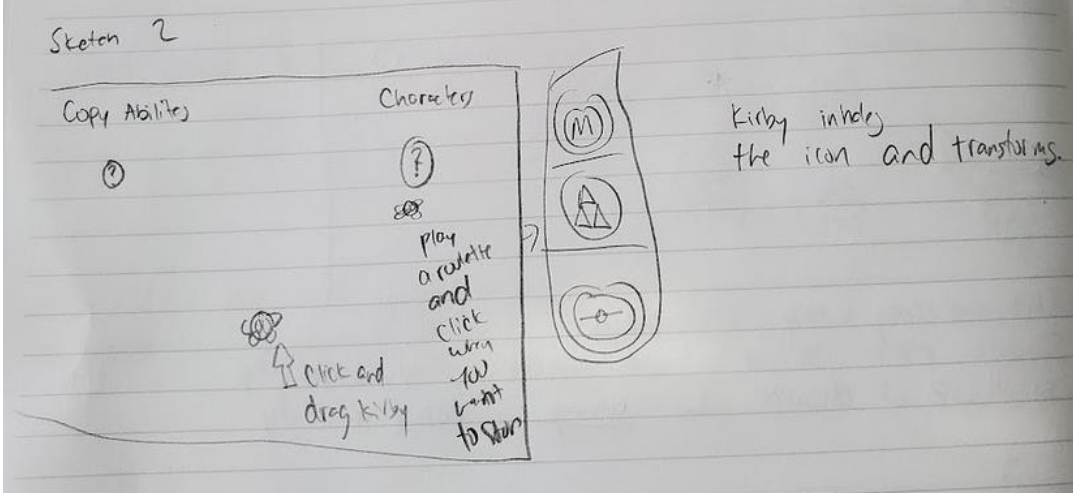 Sketch 2
Copy Abilites
Characters
?
?
play
a roulette
and
click
when
you
want
to stop
Click and
drag kirby
M
Kirby inhales
the icon and transforms.